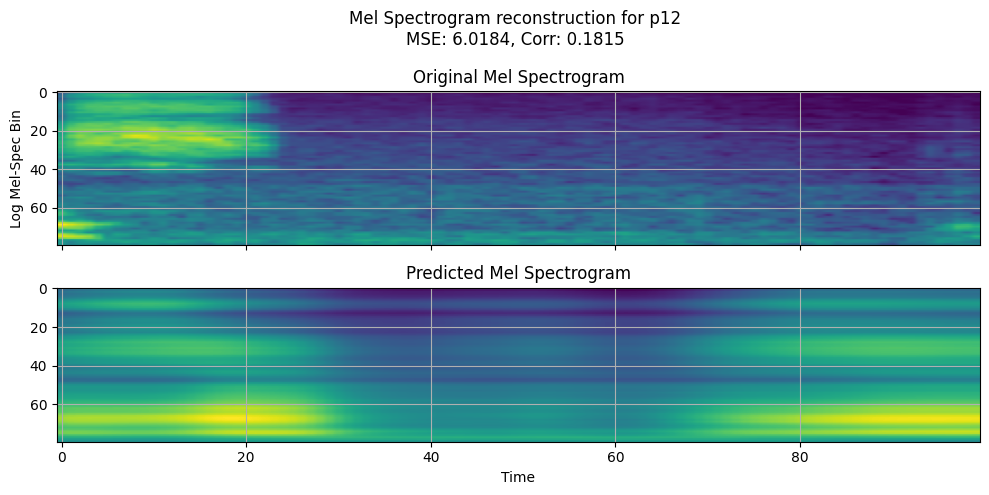 Mel Spectrogram reconstruction for p12
MSE: 6.0184, Corr: 0.1815
Original Mel Spectrogram
0
20
40
60
Log Mel-Spec Bin
Predicted Mel Spectrogram
0
20
40
60
0 20 40 60 80
Time